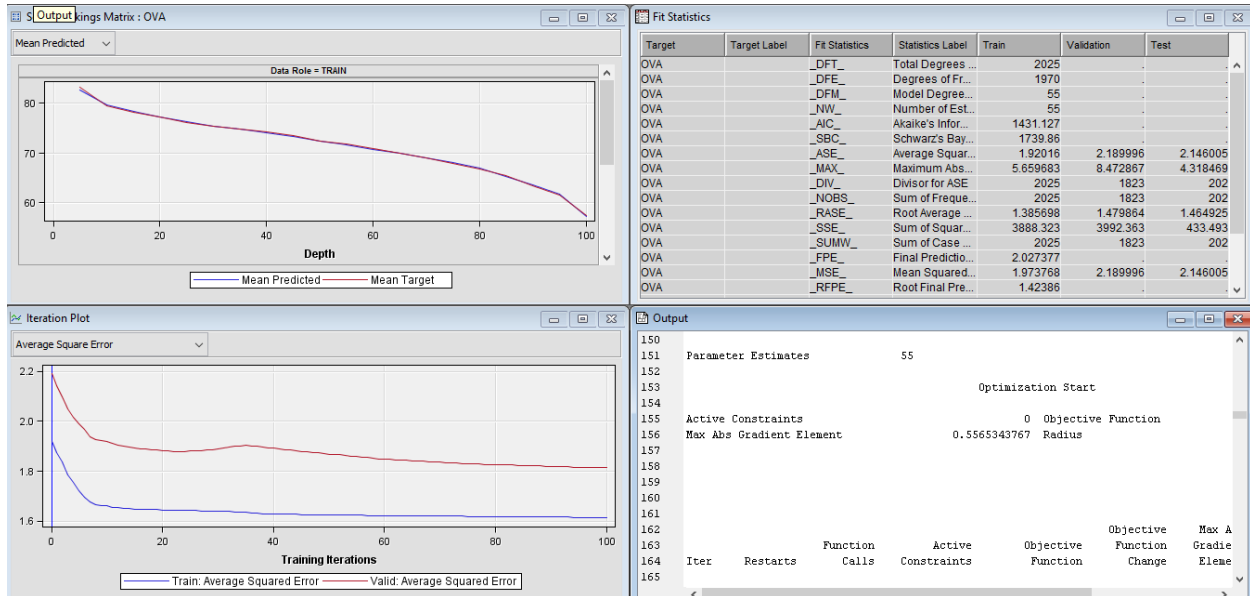 S Output kings Matrix : OVA
Mean Predicted
Data Role = TRAIN
80
70
60
0 20 40 60 80 100
Depth
Mean Predicted Mean Target
Fit Statistics
Target Target Label Fit Statistics Statistics Label Train Validation Test
OVA _DFT_ Total Degrees ... 2025 . .
OVA _DFE_ Degrees of Fr... 1970 . .
OVA _DFM_ Model Degree... 55 . .
OVA _NW_ Number of Est... 55 . .
OVA _AIC_ Akaike's Infor... 1431.127 . .
OVA _SBC_ Schwarz's Bay... 1739.86 . .
OVA _ASE_ Average Squar... 1.92016 2.189996 2.146005
OVA _MAX_ Maximum Abs... 5.659683 8.472867 4.318469
OVA _DIV_ Divisor for ASE 2025 1823 202
OVA _NOBS_ Sum of Freque... 2025 1823 202
OVA _RASE_ Root Average ... 1.385698 1.479864 1.464925
OVA _SSE_ Sum of Squar... 3888.323 3992.363 433.493
OVA _SUMW_ Sum of Case ... 2025 1823 202
OVA _FPE_ Final Predictio... 2.027377 . .
OVA _MSE_ Mean Squared... 1.973768 2.189996 2.146005
OVA _RFPE_ Root Final Pre... 1.42386 . .
Iteration Plot
Average Square Error
2.2
2.0
1.8
1.6
0 20 40 60 80 100
Training Iterations
Train: Average Squared Error Valid: Average Squared Error
Output
150
151 Parameter Estimates 55
152
153 Optimization Start
154
155 Active Constraints 0 Objective Function
156 Max Abs Gradient Element 0.5565343767 Radius
157
158
159
160
161
162 Objective Max A
163 Function Active Objective Function Gradie
164 Iter Restarts Calls Constraints Function Change Eleme
165